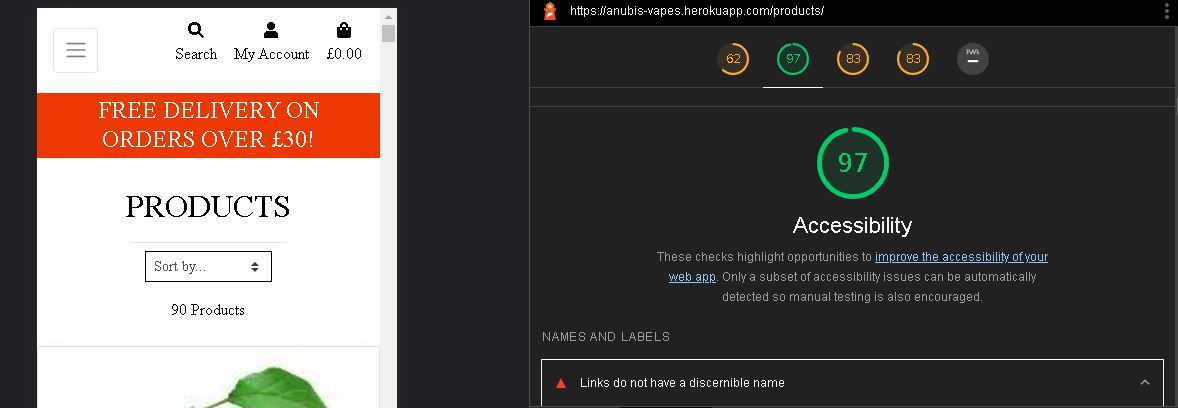 Search
My Account
£0.00
FREE DELIVERY ON
ORDERS OVER £30!
PRODUCTS
Sort by...
90 Products
https://anubis-vapes.herokuapp.com/products/
62
97
83
83
PWA
97
Accessibility
These checks highlight opportunities to improve the accessibility of your
web app. Only a subset of accessibility issues can be automatically
detected so manual testing is also encouraged.
NAMES AND LABELS
Links do not have a discernible name